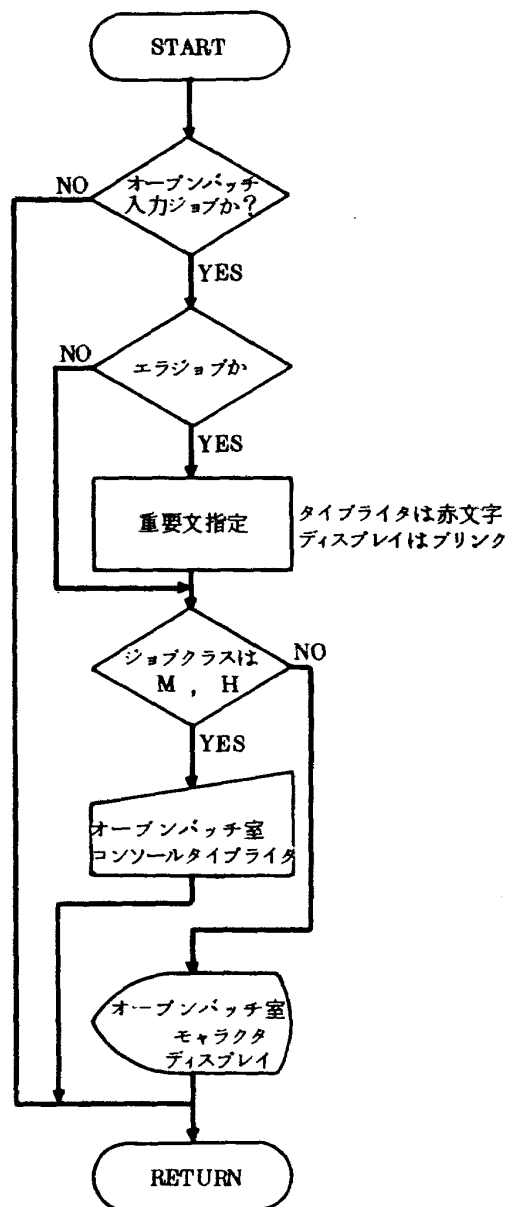 START
オープンバッチ
入力ジョブか?
NO
YES
エラジョブか
NO
YES
重要文指定
タイプライタは赤文字
ディスプレイはブリンク
ジョブクラスは
M , H
NO
YES
オープンバッチ室
コンソールタイプライタ
オープンバッチ室
モャラクタ
ディスプレイ
RETURN